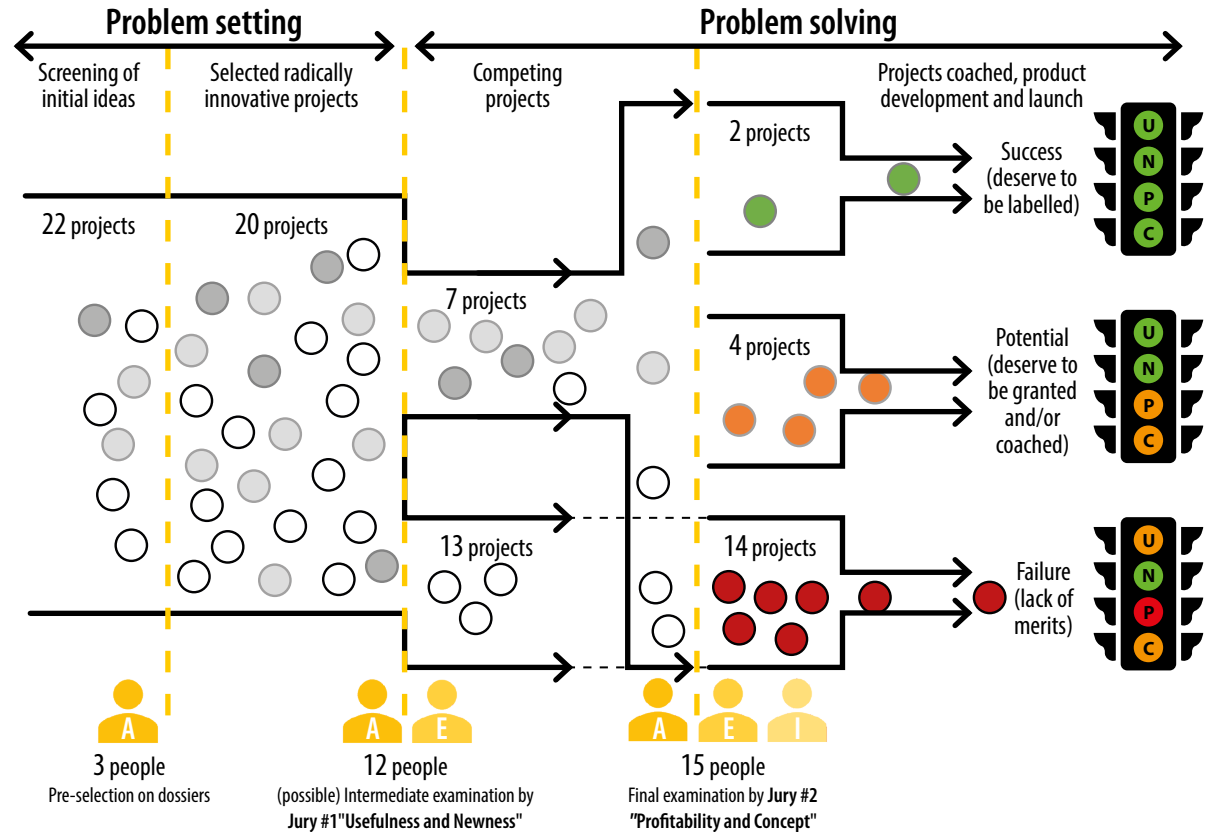 Problem setting
Problem solving
Screening of
initial ideas
Selected radically
innovative projects
Competing
projects
Projects coached, product
development and launch
22 projects
20 projects
7 projects
13 projects
2 projects
Success
(deserve to
be labelled)
U
N
P
C
4 projects
Potential
(deserve to
be granted
and/or
coached)
U
N
P
C
14 projects
Failure
(lack of
merits)
U
N
P
C
A
A
E
A
E
I
3 people
Pre-selection on dossiers
12 people
(possible) Intermediate examination by
Jury #1"Usefulness and Newness"
15 people
Final examination by Jury #2
"Profitability and Concept"